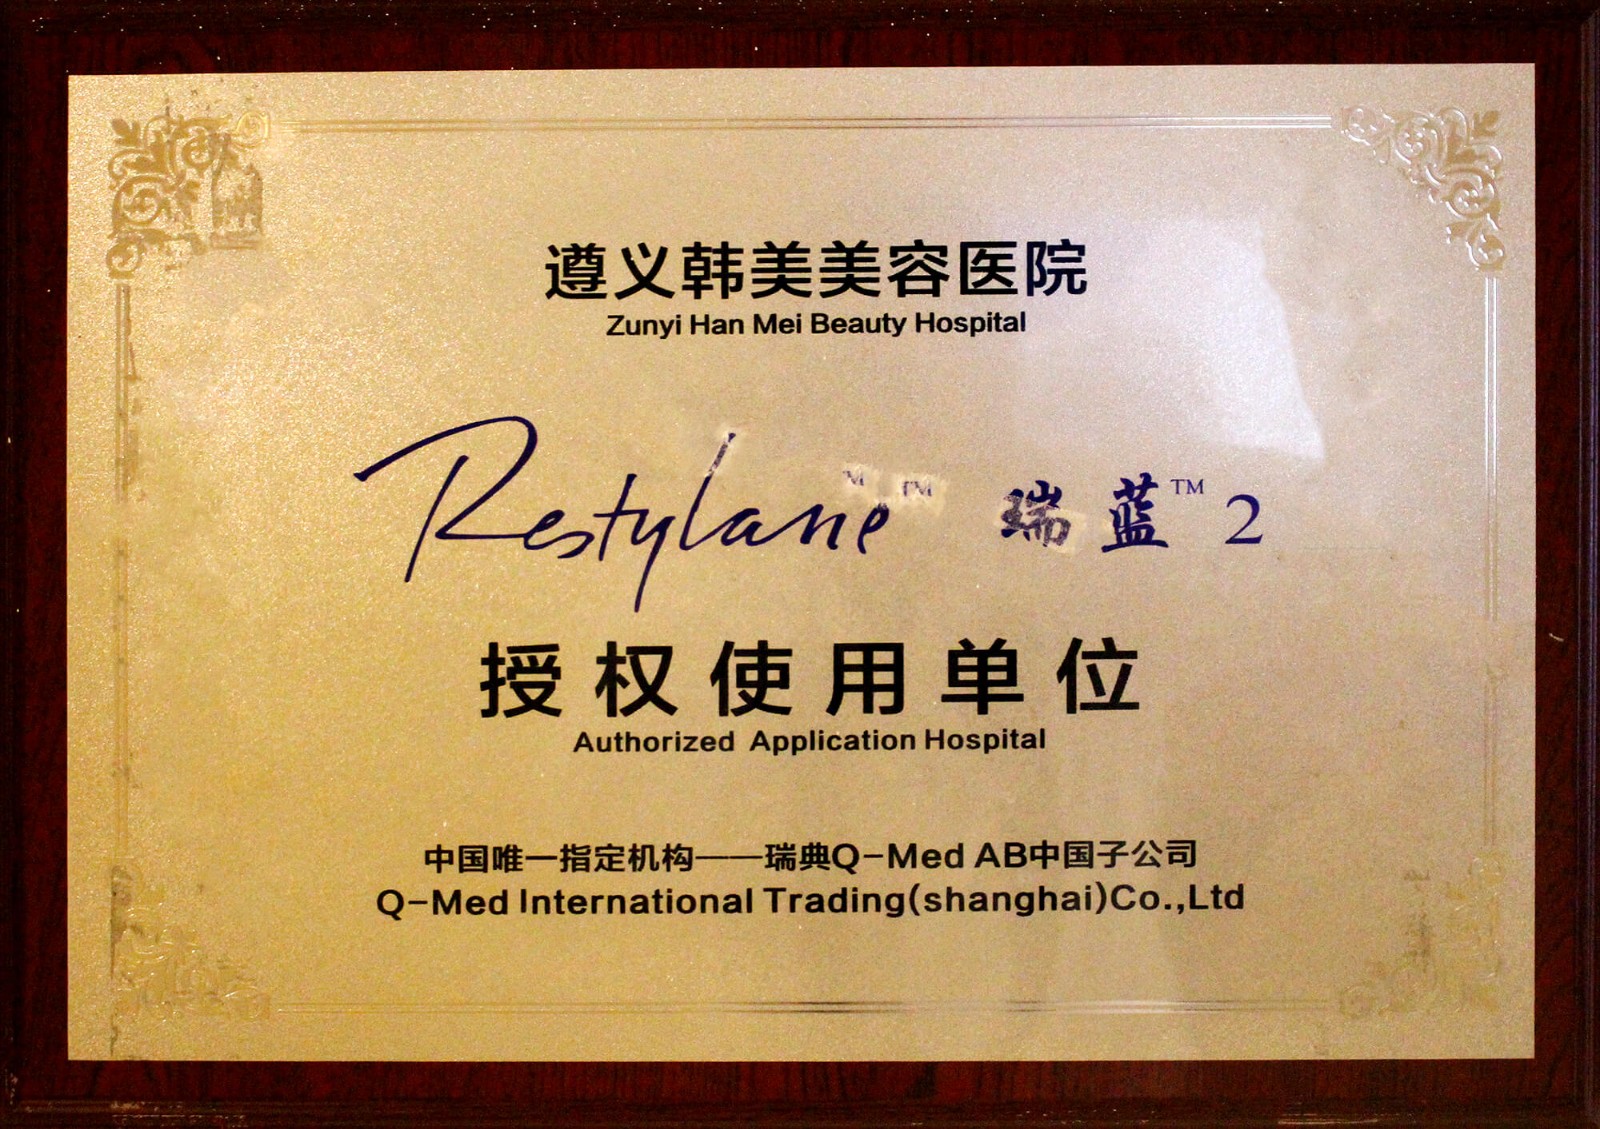 遵义韩美美容医院
Zunyi Han Mei Beauty Hospital
Restylane™ ™ 瑞蓝™ 2
授权使用单位
Authorized Application Hospital
中国唯一指定机构——瑞典Q-Med AB中国子公司
Q-Med International Trading(shanghai)Co.,Ltd